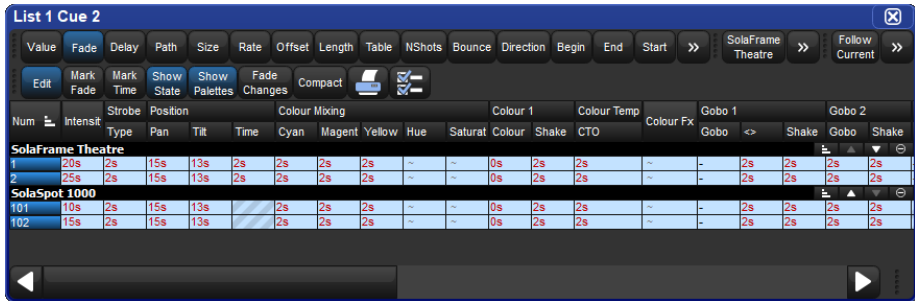 List 1 Cue 2
Value Fade Delay Path Size Rate Offset Length Table NShots Bounce Direction Begin End Start » SolaFrame Theatre » Follow Current »
Edit Mark Fade Mark Time Show State Show Palettes Fade Changes Compact
Num Intensit Strobe Position Colour Mixing Colour 1 Colour Temp Colour Fx Gobo 1 Gobo 2
Type Pan Tilt Time Cyan Magent Yellow Hue Saturat Colour Shake CTO Gobo <> Shake Gobo Shake
SolaFrame Theatre
1 20s 2s 15s 13s 2s 2s 2s 2s ~ ~ 0s 2s 2s ~ - 2s 2s 2s 2s
2 25s 2s 15s 13s 2s 2s 2s 2s ~ ~ 0s 2s 2s ~ - 2s 2s 2s 2s
SolaSpot 1000
101 10s 2s 15s 13s 2s 2s 2s ~ ~ 0s 2s 2s ~ - 2s 2s 2s 2s
102 15s 2s 15s 13s 2s 2s 2s ~ ~ 0s 2s 2s ~ - 2s 2s 2s 2s